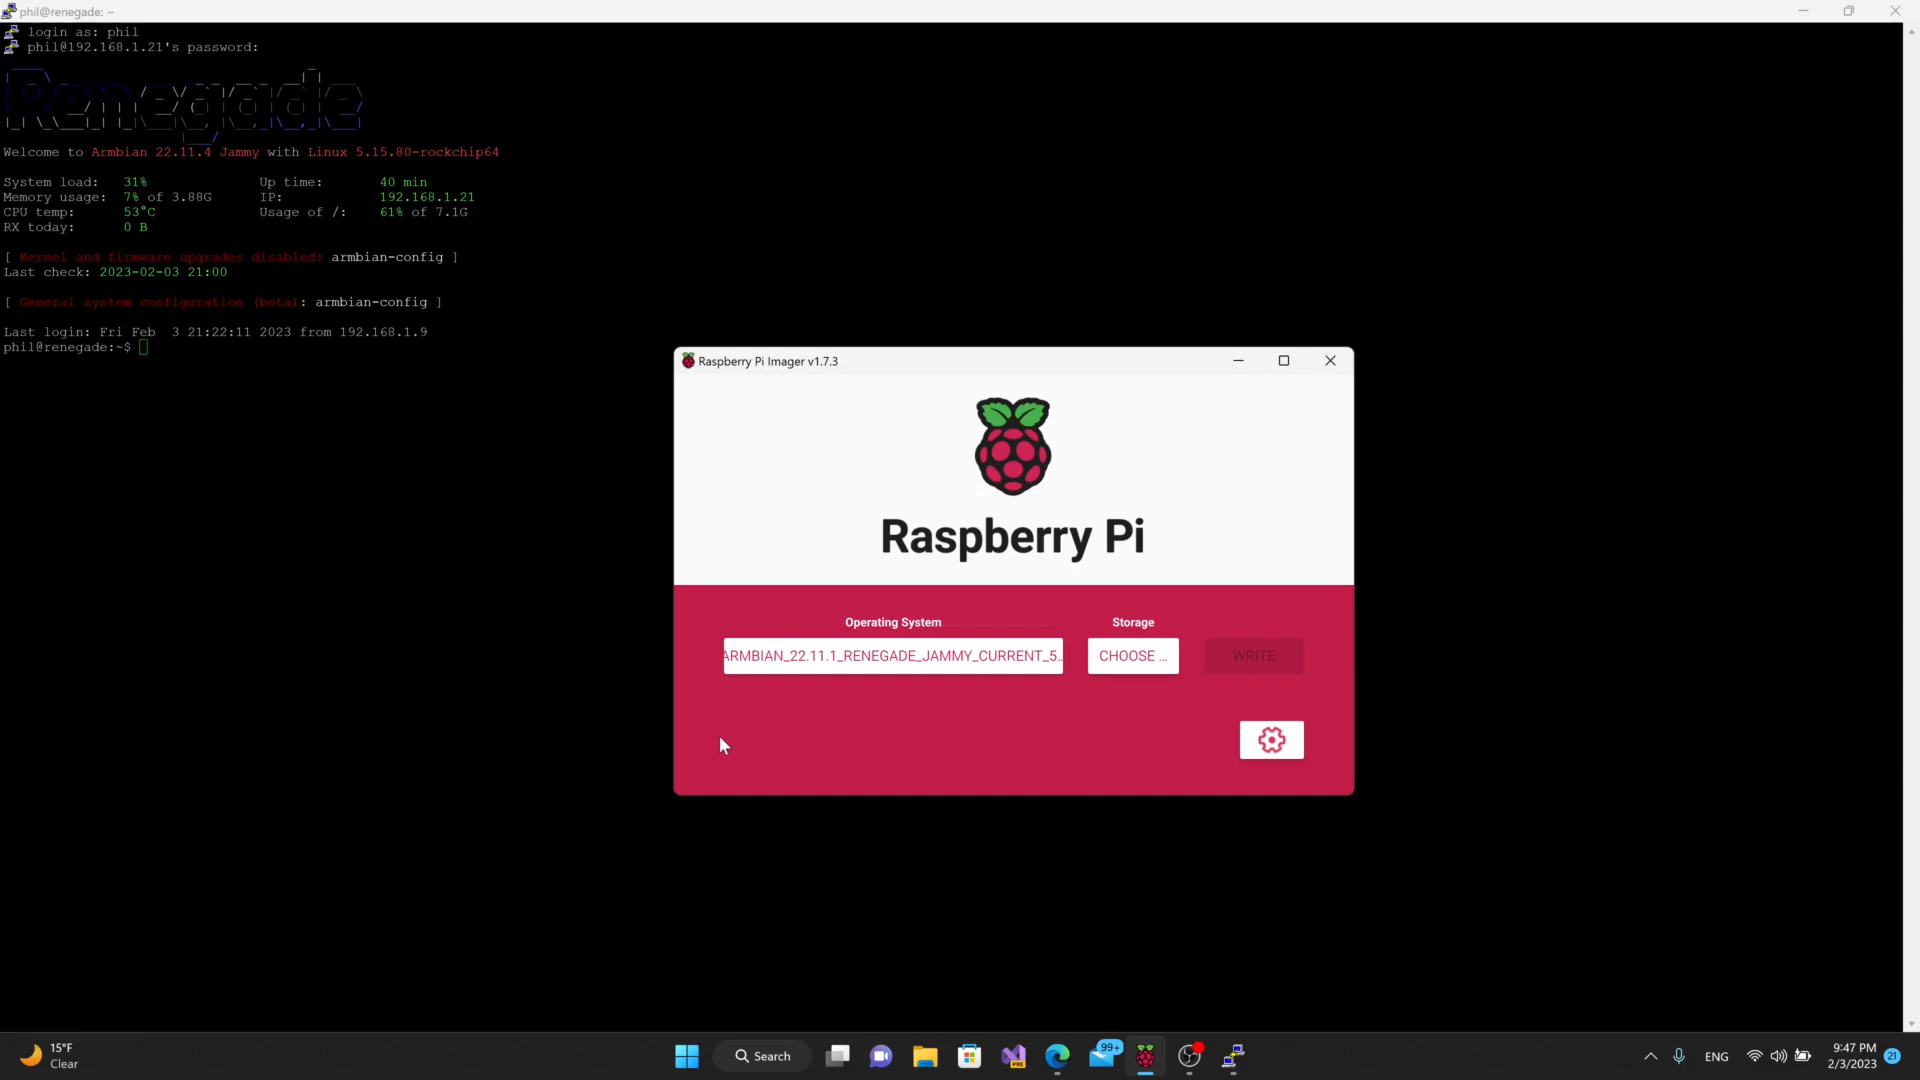 phil@renegade: ~
login as: phil
phil@192.168.1.21's password:
Renegade
Welcome to Armbian 22.11.4 Jammy with Linux 5.15.80-rockchip64
System load: 31% Up time: 40 min
Memory usage: 7% of 3.88G IP: 192.168.1.21
CPU temp: 53°C Usage of /: 61% of 7.1G
RX today: 0 B
[ Kernel and firmware upgrades disabled: armbian-config ]
Last check: 2023-02-03 21:00
[ General system configuration (beta): armbian-config ]
Last login: Fri Feb  3 21:22:11 2023 from 192.168.1.9
phil@renegade:~$
Raspberry Pi Imager v1.7.3
Raspberry Pi
Operating System Storage
ARMBIAN_22.11.1_RENEGADE_JAMMY_CURRENT_5.. CHOOSE ... WRITE
15°F
Clear
Search
PRE
99+
ENG
9:47 PM
2/3/2023
21